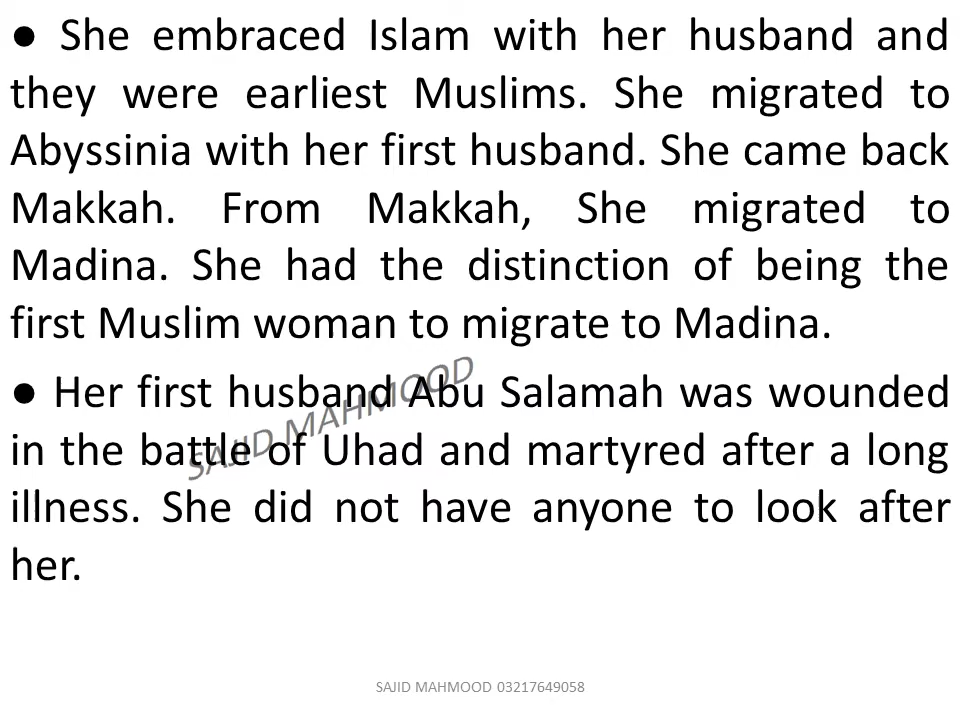 ● She embraced Islam with her husband and
they were earliest Muslims. She migrated to
Abyssinia with her first husband. She came back
Makkah. From Makkah, She migrated to
Madina. She had the distinction of being the
first Muslim woman to migrate to Madina.
● Her first husband Abu Salamah was wounded
in the battle of Uhad and martyred after a long
illness. She did not have anyone to look after
her.
SAJID MAHMOOD
SAJID MAHMOOD 03217649058